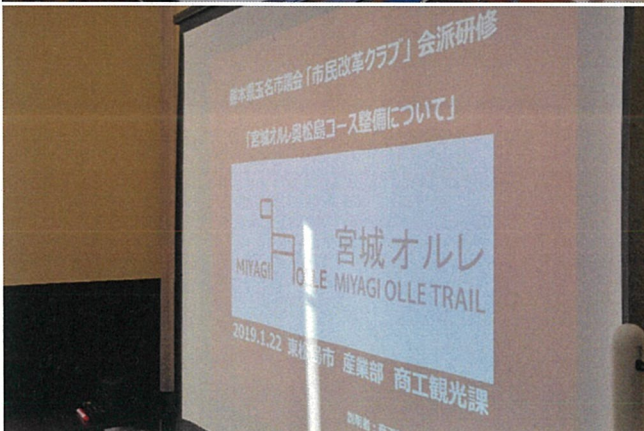 熊本県玉名市議会「市民改革クラブ」会派研修
「宮城オルレ奥松島コース整備について」
宮城オルレ
MIYAGI OLLE MIYAGI OLLE TRAIL
2019.1.22 東松島市 産業部 商工観光課